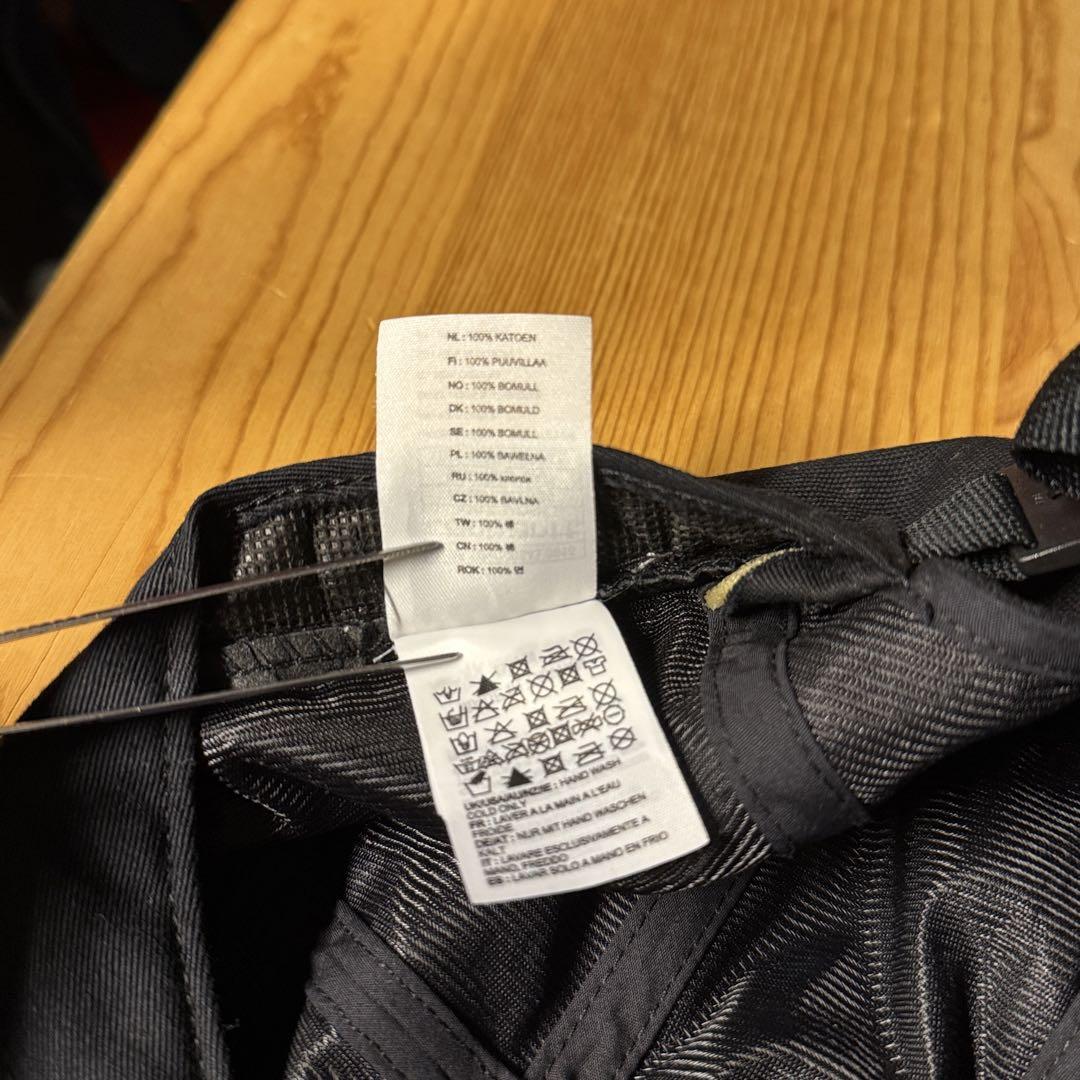 NL : 100% KATOEN
FI : 100% PUUVILLAA
NO : 100% BOMULL
DK : 100% BOMULD
SE : 100% BOMULL
PL : 100% BAWEŁNA
RU : 100% хлопок
CZ : 100% BAVLNA
TW : 100% 棉
CN : 100% 棉
ROK : 100% 면
UK/USA/AU/NZ/IE : HAND WASH
COLD ONLY
FR : LAVER A LA MAIN A L'EAU
FROIDE
DE/AT : NUR MIT HAND WASCHEN
KALT
IT : LAVARE ESCLUSIVAMENTE A
MANO, FREDDO
ES : LAVAR SOLO A MANO EN FRIO